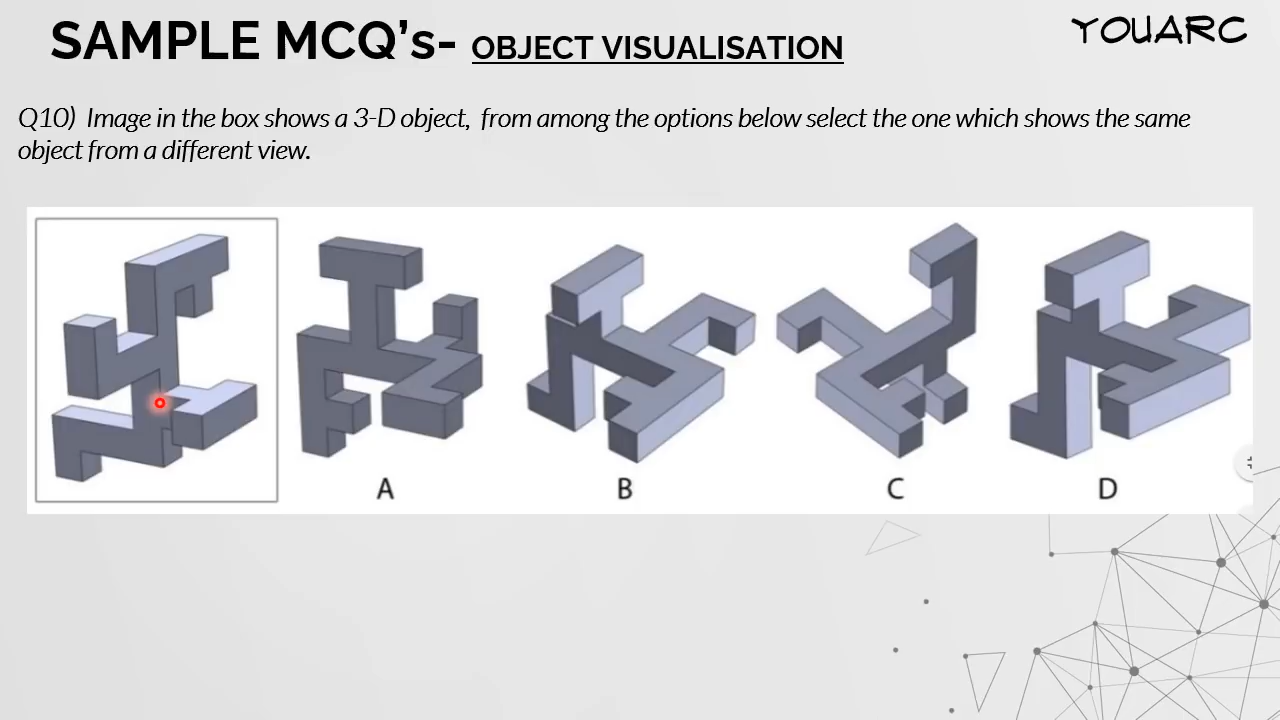 SAMPLE MCQ’s- OBJECT VISUALISATION
YOUARC
Q10) Image in the box shows a 3-D object, from among the options below select the one which shows the same
object from a different view.
A B C D